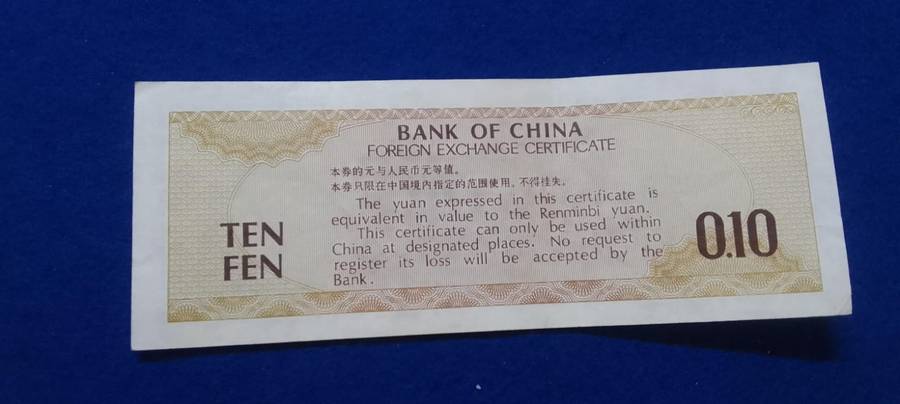 BANK OF CHINA
FOREIGN EXCHANGE CERTIFICATE
本券的元与人民币元等值。
本券只限在中国境内指定的范围使用,不得挂失。
The yuan expressed in this certificate is
equivalent in value to the Renminbi yuan.
This certificate can only be used within
China at designated places. No request to
register its loss will be accepted by the
Bank.
TEN
FEN
0.10